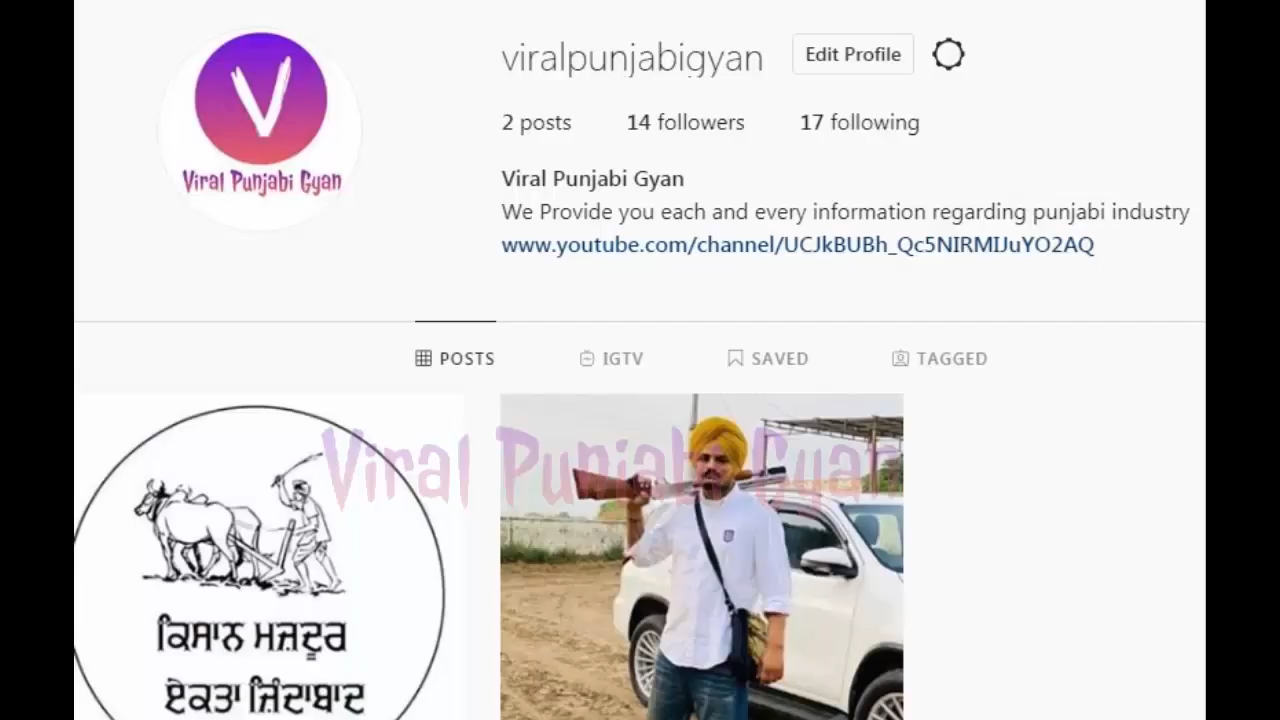 V
Viral Punjabi Gyan
viralpunjabigyan
Edit Profile
2 posts 14 followers 17 following
Viral Punjabi Gyan
We Provide you each and every information regarding punjabi industry
www.youtube.com/channel/UCJkBUBh_Qc5NIRMIJuYO2AQ
POSTS IGTV SAVED TAGGED
Viral Punjabi Gyan
ਕਿਸਾਨ ਮਜ਼ਦੂਰ
ਏਕਤਾ ਜ਼ਿੰਦਾਬਾਦ